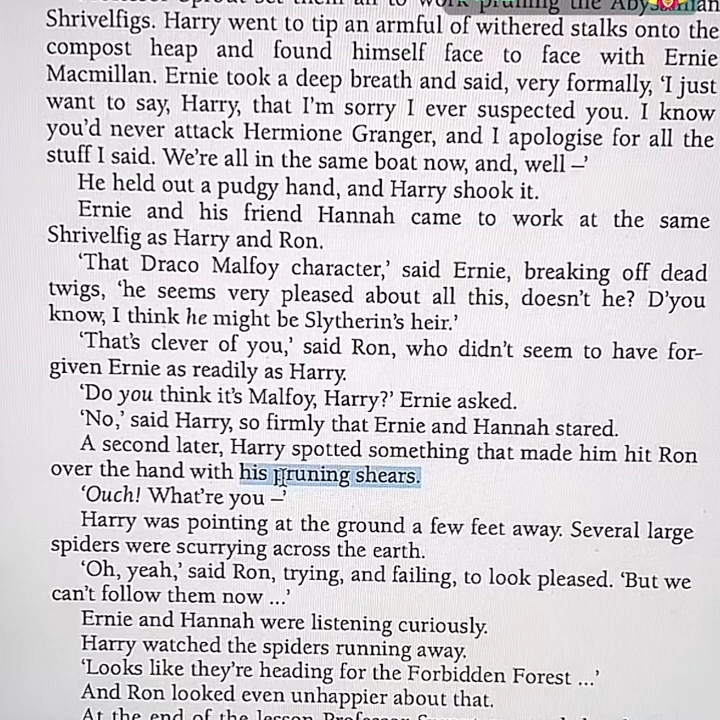 work pruning the Abyssinian
Shrivelfigs. Harry went to tip an armful of withered stalks onto the
compost heap and found himself face to face with Ernie
Macmillan. Ernie took a deep breath and said, very formally, ‘I just
want to say, Harry, that I’m sorry I ever suspected you. I know
you’d never attack Hermione Granger, and I apologise for all the
stuff I said. We’re all in the same boat now, and, well –’
He held out a pudgy hand, and Harry shook it.
Ernie and his friend Hannah came to work at the same
Shrivelfig as Harry and Ron.
‘That Draco Malfoy character,’ said Ernie, breaking off dead
twigs, ‘he seems very pleased about all this, doesn’t he? D’you
know, I think he might be Slytherin’s heir.’
‘That’s clever of you,’ said Ron, who didn’t seem to have for-
given Ernie as readily as Harry.
‘Do you think it’s Malfoy, Harry?’ Ernie asked.
‘No,’ said Harry, so firmly that Ernie and Hannah stared.
A second later, Harry spotted something that made him hit Ron
over the hand with his pruning shears.
‘Ouch! What’re you –’
Harry was pointing at the ground a few feet away. Several large
spiders were scurrying across the earth.
‘Oh, yeah,’ said Ron, trying, and failing, to look pleased. ‘But we
can’t follow them now ...’
Ernie and Hannah were listening curiously.
Harry watched the spiders running away.
‘Looks like they’re heading for the Forbidden Forest ...’
And Ron looked even unhappier about that.
At the end of the lesson Professor